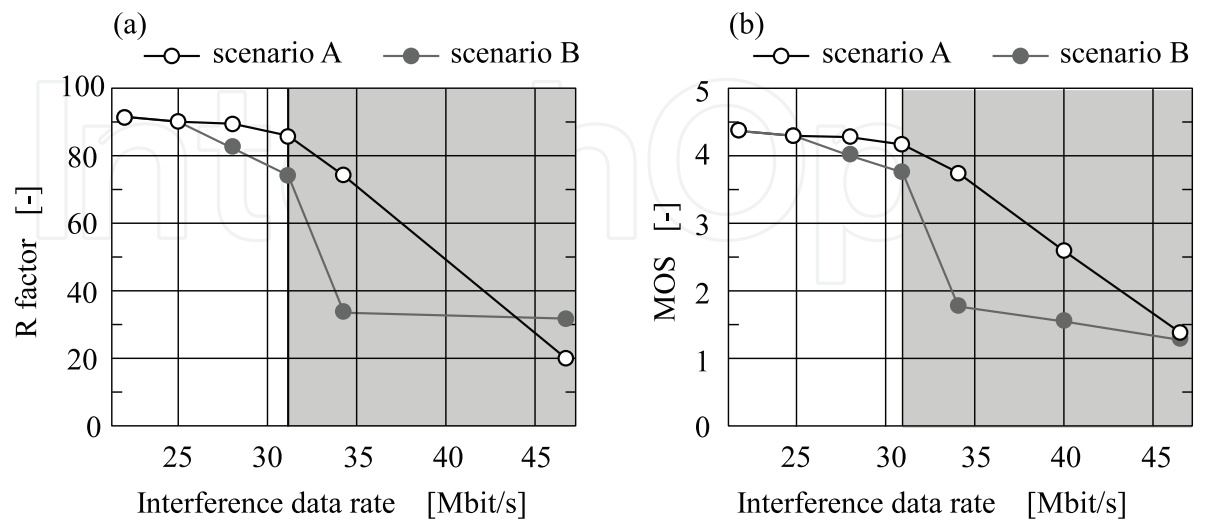 (a)
scenario A scenario B
100
80
60
40
20
0
R factor [-]
25 30 35 40 45
Interference data rate [Mbit/s]
(b)
scenario A scenario B
5
4
3
2
1
0
MOS [-]
25 30 35 40 45
Interference data rate [Mbit/s]